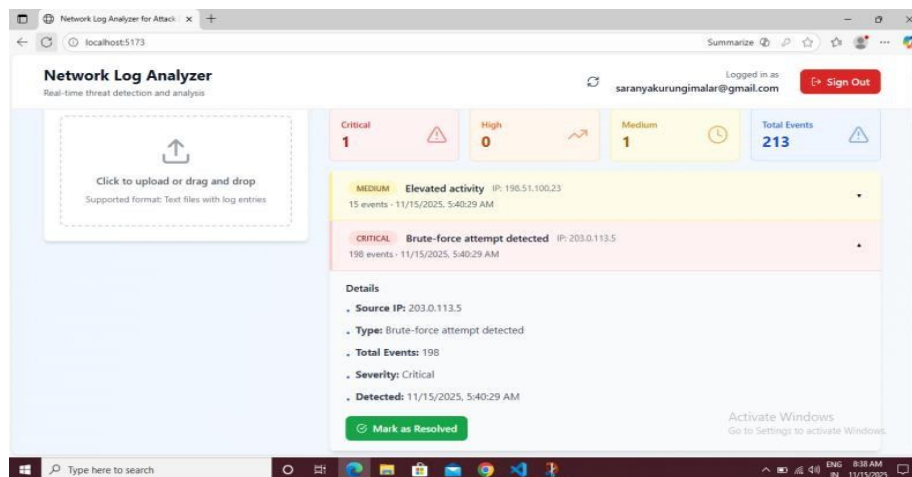 Network Log Analyzer for Attack
localhost:5173
Summarize
Network Log Analyzer
Real-time threat detection and analysis
Logged in as
saranyakurungimalar@gmail.com
Sign Out
Click to upload or drag and drop
Supported format: Text files with log entries
Critical
1
High
0
Medium
1
Total Events
213
MEDIUM Elevated activity IP: 198.51.100.23
15 events - 11/15/2025, 5:40:29 AM
CRITICAL Brute-force attempt detected IP: 203.0.113.5
198 events - 11/15/2025, 5:40:29 AM
Details
Source IP: 203.0.113.5
Type: Brute-force attempt detected
Total Events: 198
Severity: Critical
Detected: 11/15/2025, 5:40:29 AM
Mark as Resolved
Activate Windows
Go to Settings to activate Windows.
Type here to search
ENG 8:38 AM
IN 11/15/2025